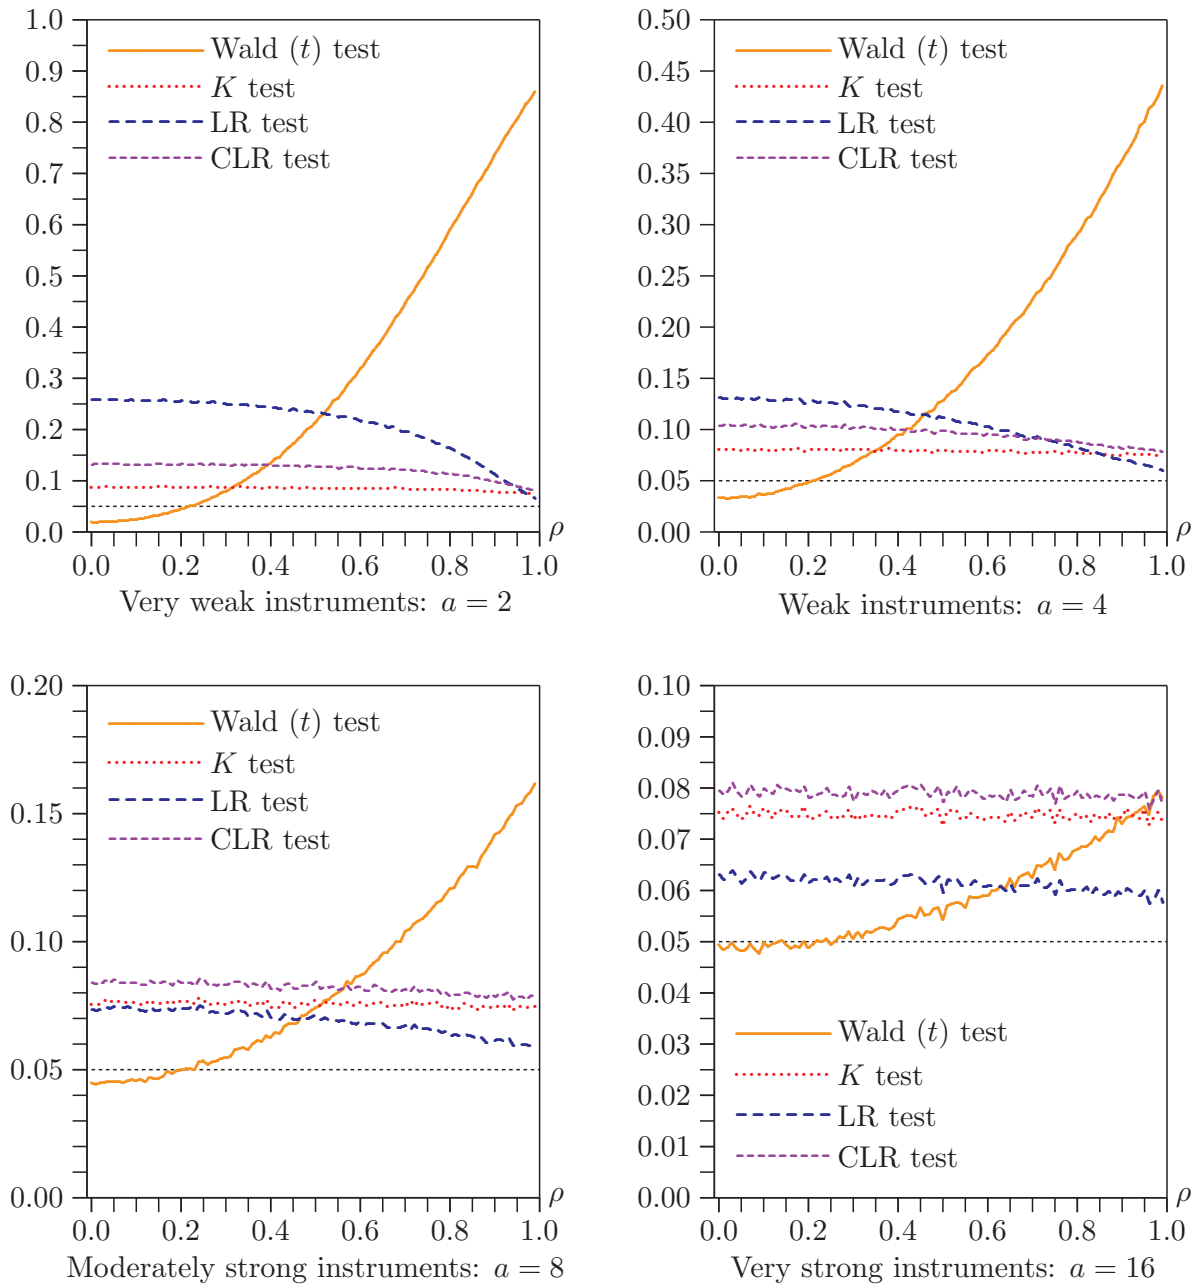 1.0
0.9
0.8
0.7
0.6
0.5
0.4
0.3
0.2
0.1
0.0
Wald (t) test
K test
LR test
CLR test
ρ
0.0 0.2 0.4 0.6 0.8 1.0
Very weak instruments: a = 2
0.50
0.45
0.40
0.35
0.30
0.25
0.20
0.15
0.10
0.05
0.00
Wald (t) test
K test
LR test
CLR test
ρ
0.0 0.2 0.4 0.6 0.8 1.0
Weak instruments: a = 4
0.20
0.15
0.10
0.05
0.00
Wald (t) test
K test
LR test
CLR test
ρ
0.0 0.2 0.4 0.6 0.8 1.0
Moderately strong instruments: a = 8
0.10
0.09
0.08
0.07
0.06
0.05
0.04
0.03
0.02
0.01
0.00
Wald (t) test
K test
LR test
CLR test
ρ
0.0 0.2 0.4 0.6 0.8 1.0
Very strong instruments: a = 16